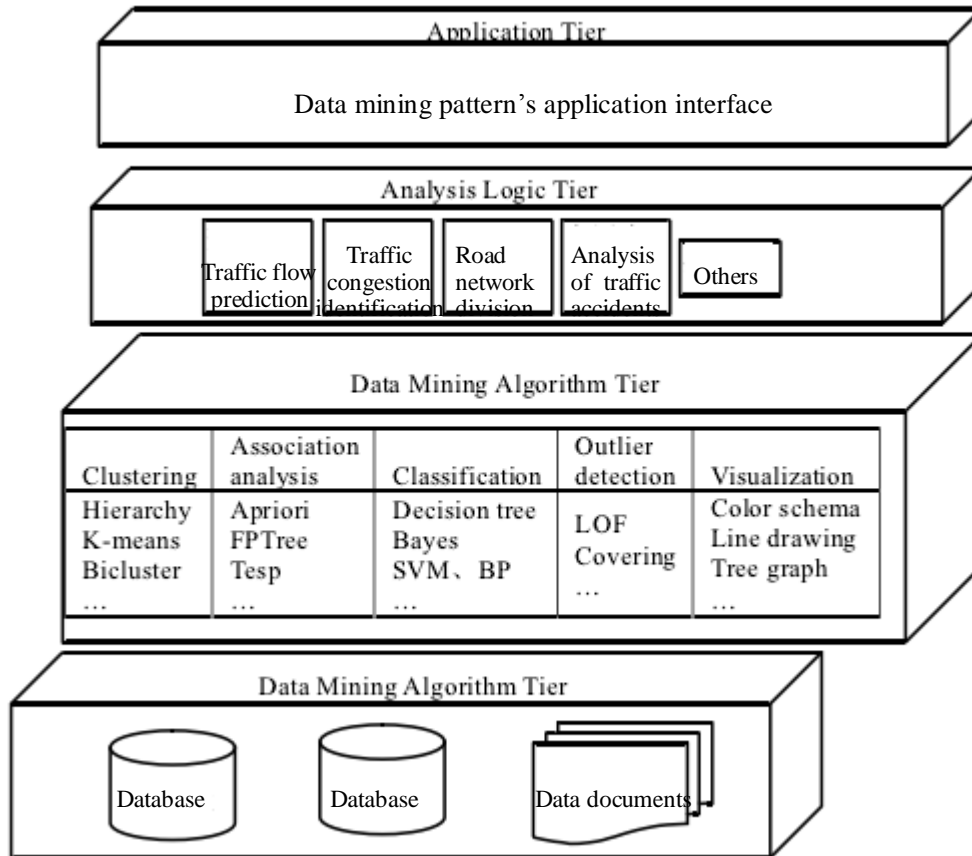 Application Tier
Data mining pattern's application interface
Analysis Logic Tier
Traffic flow
prediction
Traffic
congestion
identification
Road
network
division
Analysis
of traffic
accidents
Others
Data Mining Algorithm Tier
Clustering
Association
analysis
Classification
Outlier
detection
Visualization
Hierarchy
K-means
Bicluster
…
Apriori
FPTree
Tesp
…
Decision tree
Bayes
SVM、BP
…
LOF
Covering
…
Color schema
Line drawing
Tree graph
…
Data Mining Algorithm Tier
Database
Database
Data documents